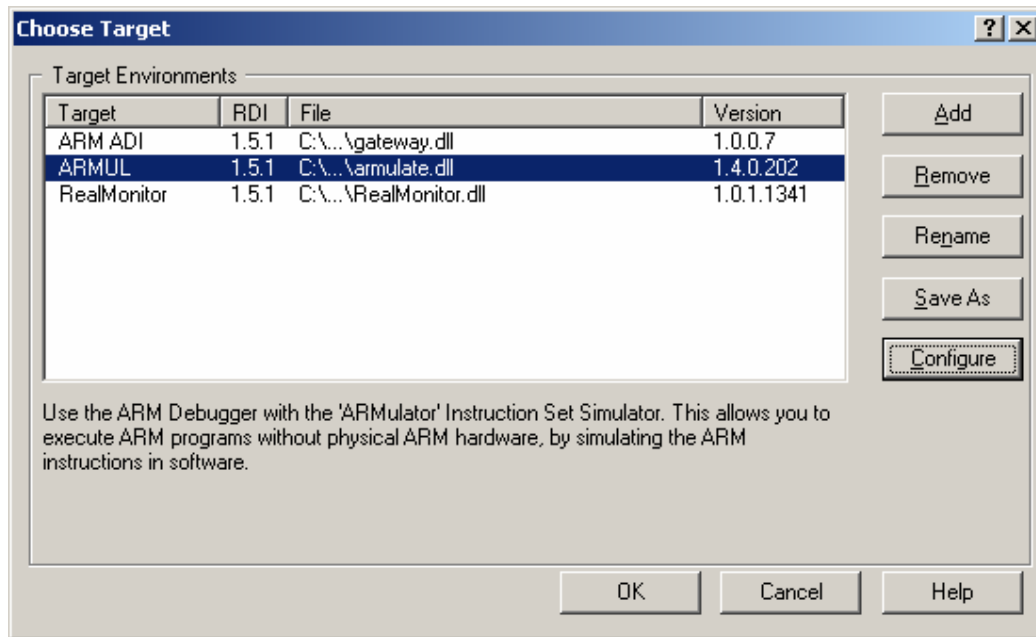 Choose Target
Target Environments
Target RDI File Version
ARM ADI 1.5.1 C:\...\gateway.dll 1.0.0.7
ARMUL 1.5.1 C:\...\armulate.dll 1.4.0.202
RealMonitor 1.5.1 C:\...\RealMonitor.dll 1.0.1.1341
Add
Remove
Rename
Save As
Configure
Use the ARM Debugger with the 'ARMulator' Instruction Set Simulator. This allows you to
execute ARM programs without physical ARM hardware, by simulating the ARM
instructions in software.
OK Cancel Help